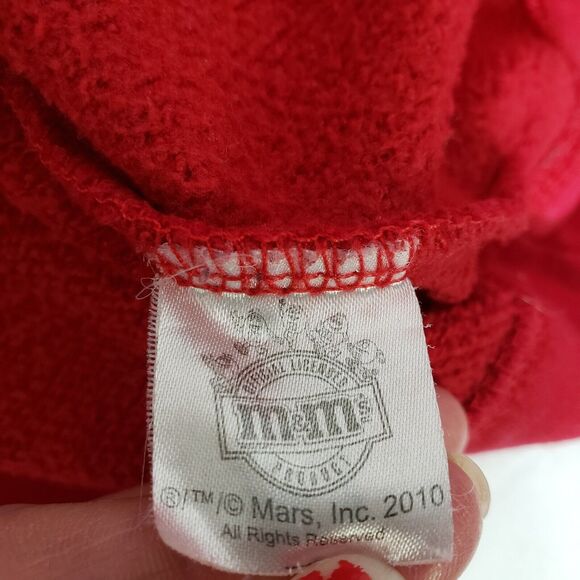 OFFICIAL LICENSED
m&m's
PRODUCT
®/™/© Mars, Inc. 2010
All Rights Reserved